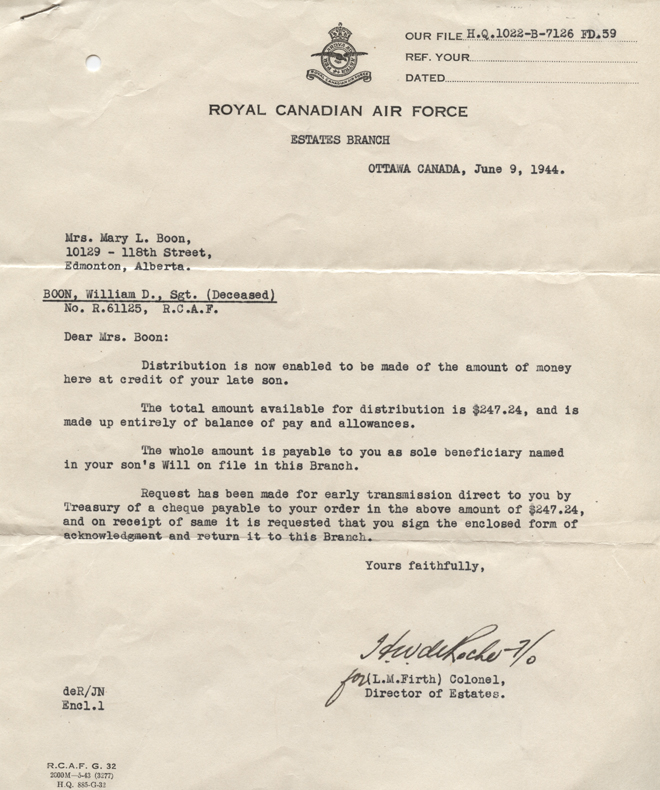 OUR FILE H.Q.1022-B-7126 FD.59
REF. YOUR
DATED
ROYAL CANADIAN AIR FORCE
ESTATES BRANCH
OTTAWA CANADA, June 9, 1944.
Mrs. Mary L. Boon,
10129 - 118th Street,
Edmonton, Alberta.
BOON, William D., Sgt. (Deceased)
No. R.61125, R.C.A.F.
Dear Mrs. Boon:
Distribution is now enabled to be made of the amount of money
here at credit of your late son.
The total amount available for distribution is $247.24, and is
made up entirely of balance of pay and allowances.
The whole amount is payable to you as sole beneficiary named
in your son's Will on file in this Branch.
Request has been made for early transmission direct to you by
Treasury of a cheque payable to your order in the above amount of $247.24,
and on receipt of same it is requested that you sign the enclosed form of
acknowledgment and return it to this Branch.
Yours faithfully,
for (L.M.Firth) Colonel,
Director of Estates.
deR/JN
Encl.1
R.C.A.F. G. 32
2000M—5-43 (3277)
H.Q. 885-G-32